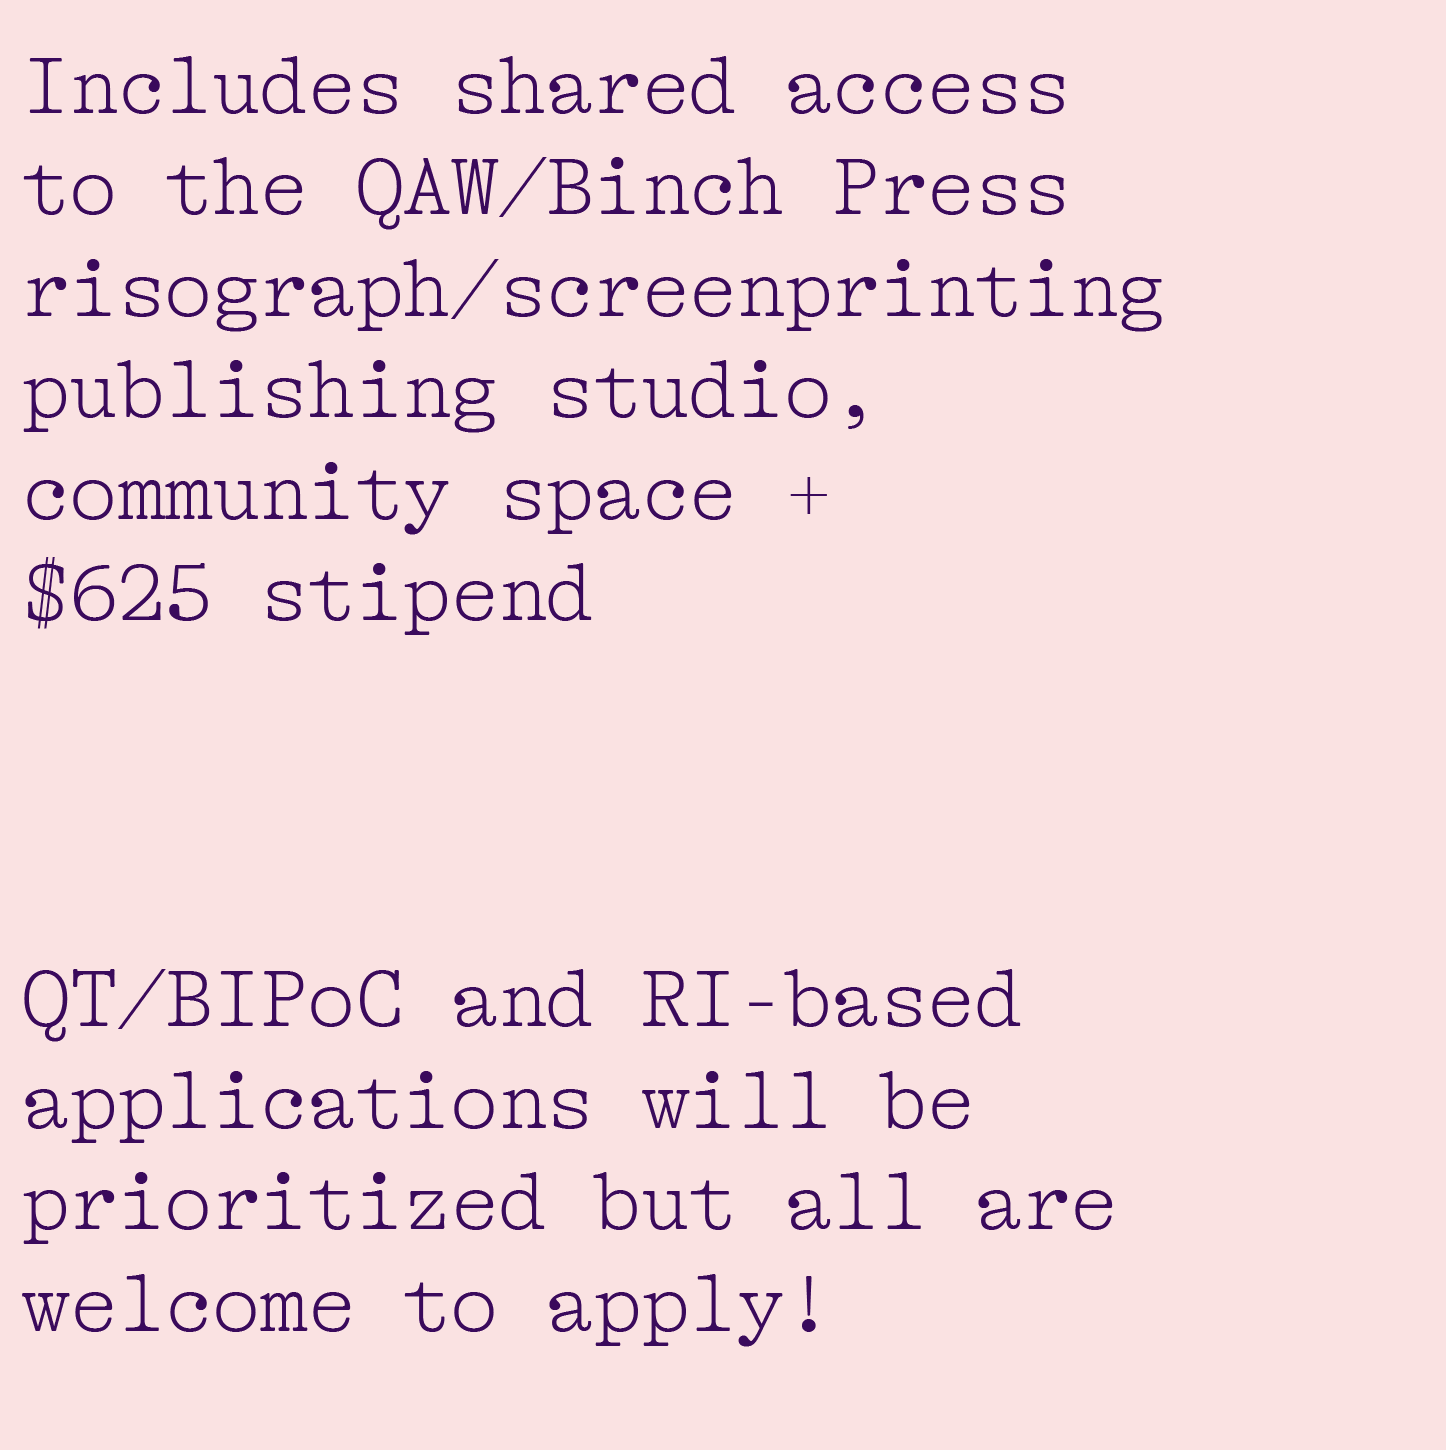 Includes shared access
to the QAW/Binch Press
risograph/screenprinting
publishing studio,
community space +
$625 stipend
QT/BIPoC and RI-based
applications will be
prioritized but all are
welcome to apply!